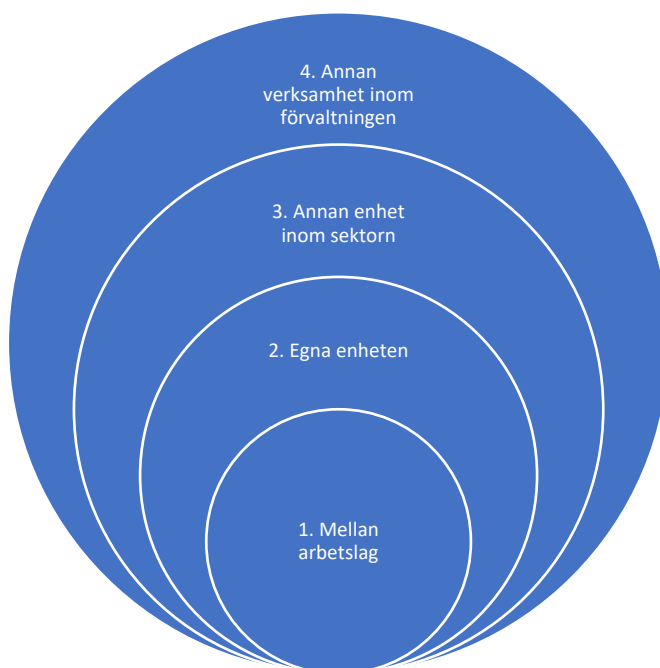 4. Annan
verksamhet inom
förvaltningen
3. Annan enhet
inom sektorn
2. Egna enheten
1. Mellan
arbetslag